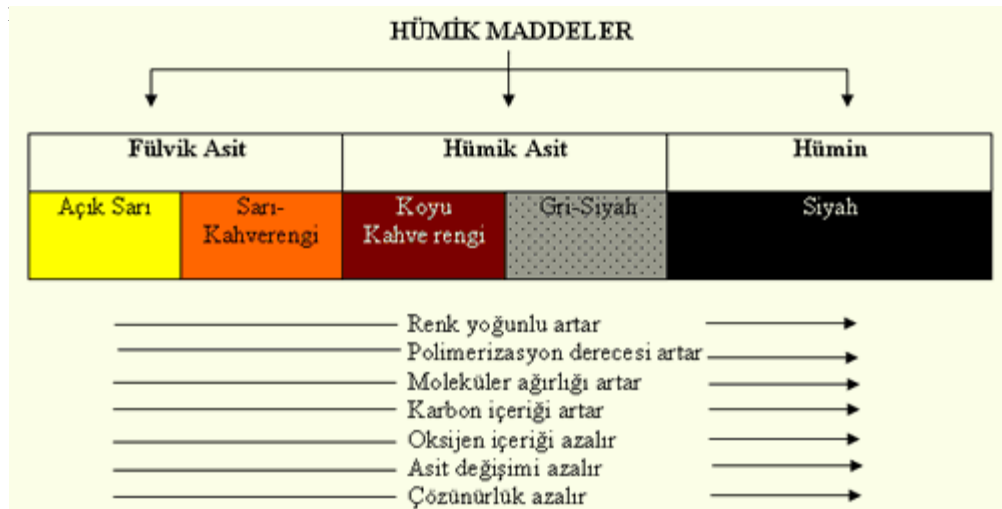 HÜMİK MADDELER
Fülvik Asit
Hümik Asit
Hümin
Açık Sarı
Sarı-
Kahverengi
Koyu
Kahve rengi
Gri-Siyah
Siyah
Renk yoğunlu artar
Polimerizasyon derecesi artar
Moleküler ağırlığı artar
Karbon içeriği artar
Oksijen içeriği azalır
Asit değişimi azalır
Çözünürlük azalır